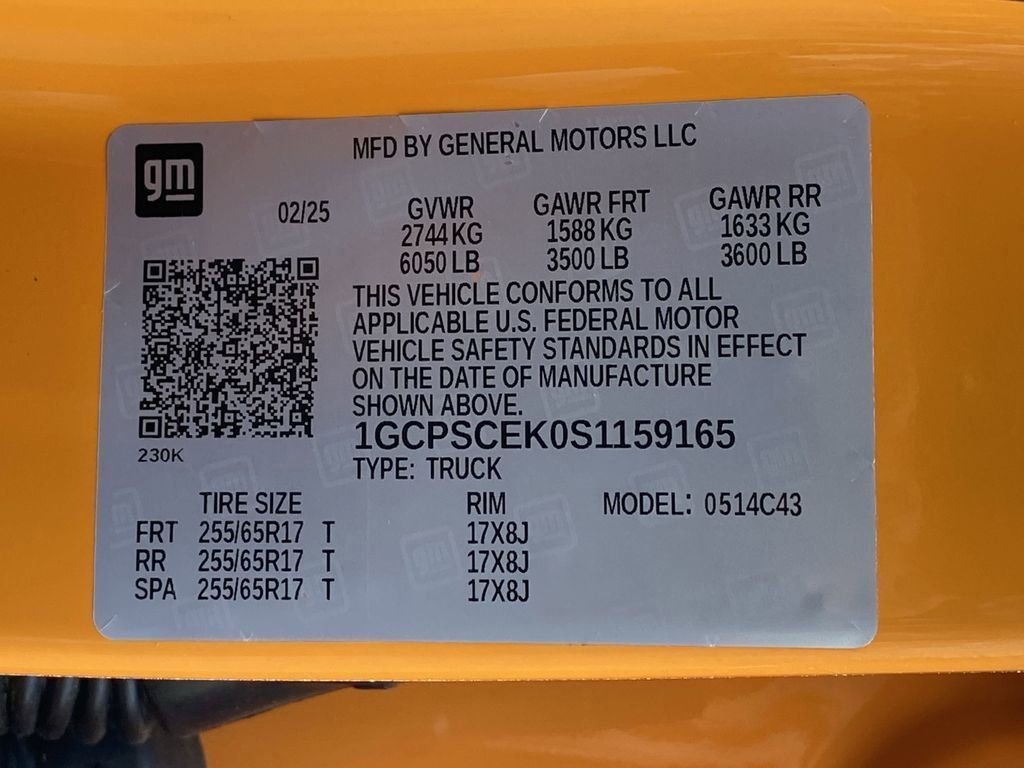 MFD BY GENERAL MOTORS LLC
gm
02/25
GVWR GAWR FRT GAWR RR
2744 KG 1588 KG 1633 KG
6050 LB 3500 LB 3600 LB
THIS VEHICLE CONFORMS TO ALL
APPLICABLE U.S. FEDERAL MOTOR
VEHICLE SAFETY STANDARDS IN EFFECT
ON THE DATE OF MANUFACTURE
SHOWN ABOVE.
1GCPSCEK0S1159165
230K
TYPE: TRUCK
TIRE SIZE RIM MODEL: 0514C43
FRT 255/65R17 T 17X8J
RR 255/65R17 T 17X8J
SPA 255/65R17 T 17X8J